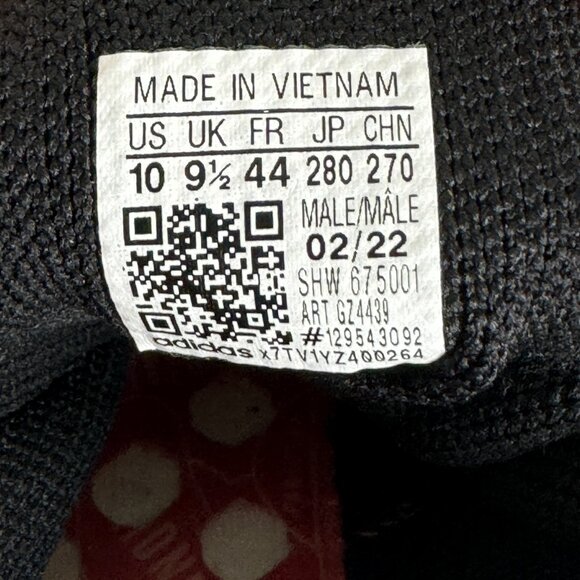 MADE IN VIETNAM
US UK FR JP CHN
10 9½ 44 280 270
MALE/MÂLE
02/22
SHW 675001
ART GZ4439
#129543092
adidas x7TV1YZ400264